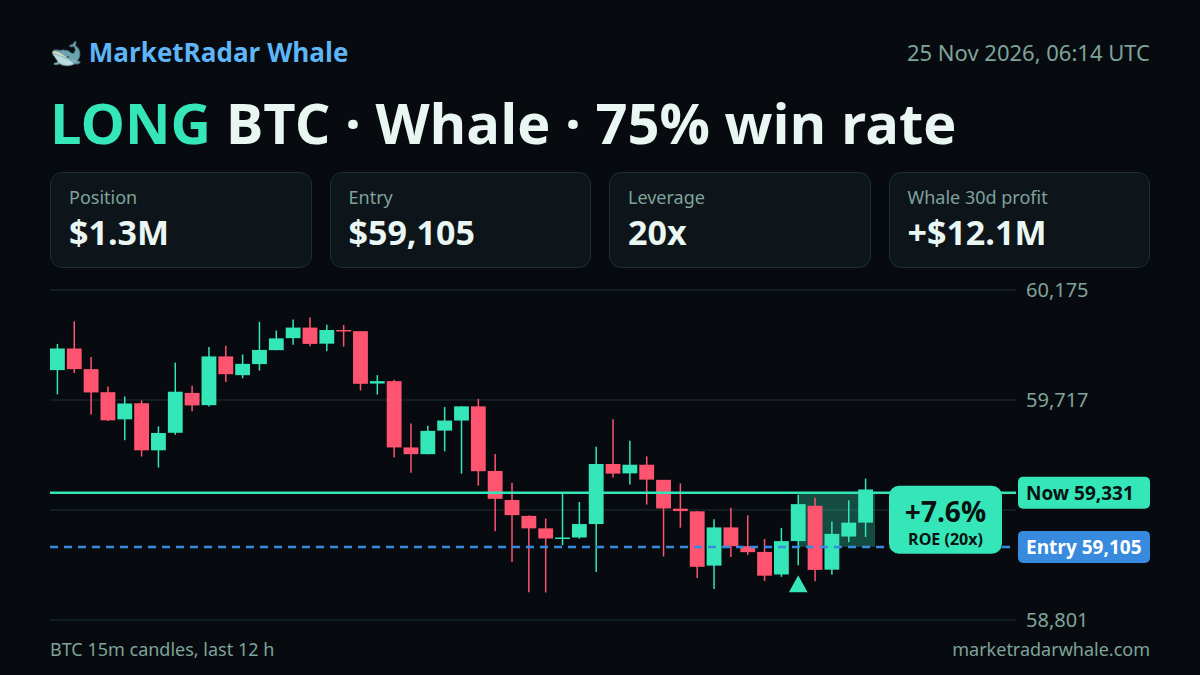 MarketRadar Whale
25 Nov 2026, 06:14 UTC
LONG BTC · Whale · 75% win rate
Position
$1.3M
Entry
$59,105
Leverage
20x
Whale 30d profit
+$12.1M
60,175
59,717
Now 59,331
+7.6%
ROE (20x)
Entry 59,105
58,801
BTC 15m candles, last 12 h
marketradarwhale.com